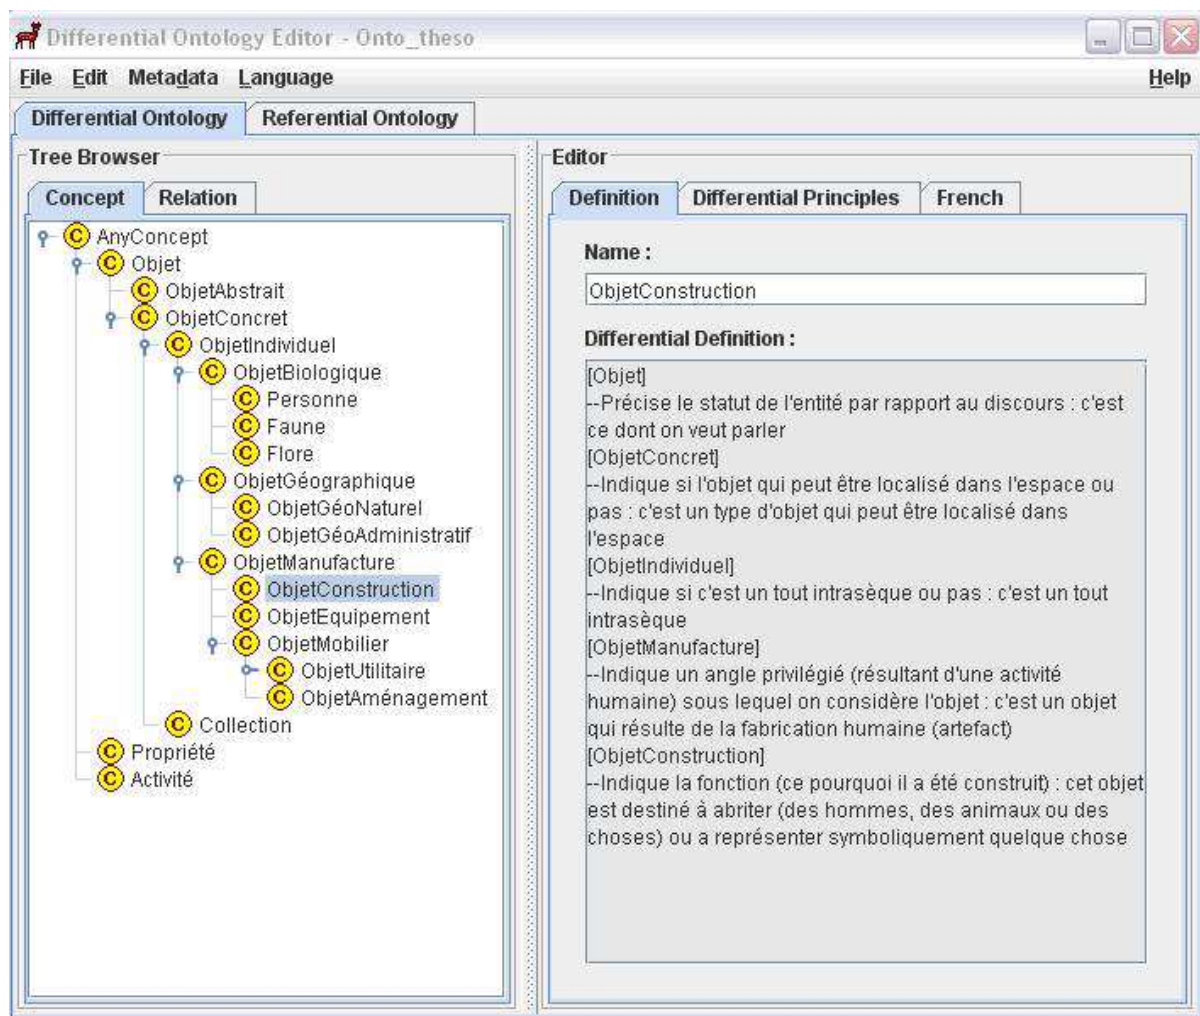 Differential Ontology Editor - Onto_theso
File Edit Metadata Language Help
Differential Ontology Referential Ontology
Tree Browser
Concept Relation
C AnyConcept
C Objet
C ObjetAbstrait
C ObjetConcret
C ObjetIndividuel
C ObjetBiologique
C Personne
C Faune
C Flore
C ObjetGéographique
C ObjetGéoNaturel
C ObjetGéoAdministratif
C ObjetManufacture
C ObjetConstruction
C ObjetEquipement
C ObjetMobilier
C ObjetUtilitaire
C ObjetAménagement
C Collection
C Propriété
C Activité
Editor
Definition Differential Principles French
Name :
ObjetConstruction
Differential Definition :
[Objet]
--Précise le statut de l'entité par rapport au discours : c'est
ce dont on veut parler
[ObjetConcret]
--Indique si l'objet qui peut être localisé dans l'espace ou
pas : c'est un type d'objet qui peut être localisé dans
l'espace
[ObjetIndividuel]
--Indique si c'est un tout intrasèque ou pas : c'est un tout
intrasèque
[ObjetManufacture]
--Indique un angle privilégié (résultant d'une activité
humaine) sous lequel on considère l'objet : c'est un objet
qui résulte de la fabrication humaine (artefact)
[ObjetConstruction]
--Indique la fonction (ce pourquoi il a été construit) : cet objet
est destiné à abriter (des hommes, des animaux ou des
choses) ou a représenter symboliquement quelque chose